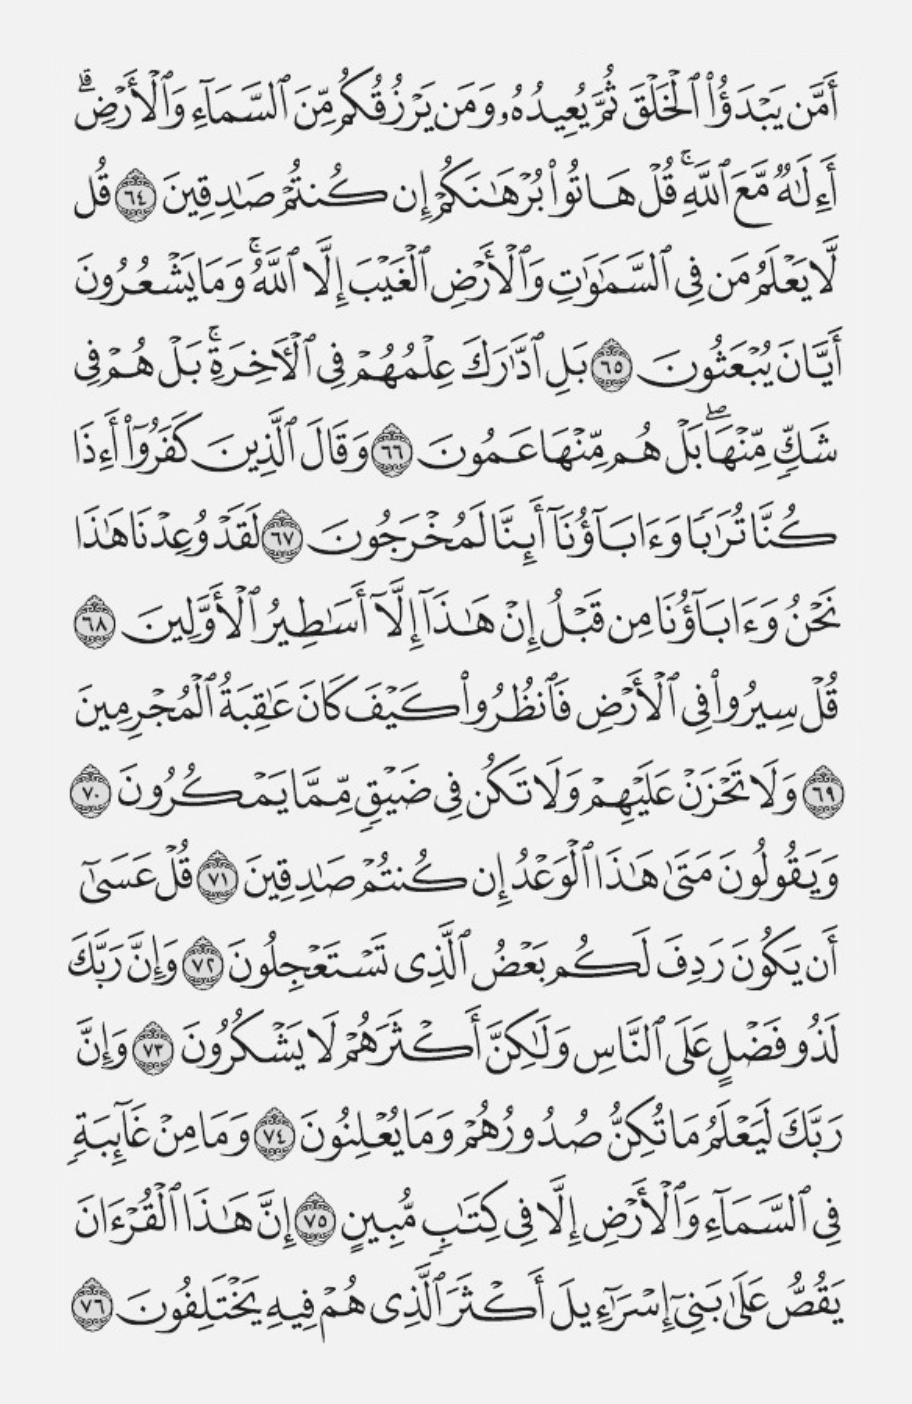 أَمَّن يَبۡدَؤُاْ ٱلۡخَلۡقَ ثُمَّ يُعِيدُهُۥ وَمَن يَرۡزُقُكُم مِّنَ ٱلسَّمَآءِ وَٱلۡأَرۡضِۗ
أَءِلَٰهٞ مَّعَ ٱللَّهِۚ قُلۡ هَاتُواْ بُرۡهَٰنَكُمۡ إِن كُنتُمۡ صَٰدِقِينَ ٦٤ قُل
لَّا يَعۡلَمُ مَن فِي ٱلسَّمَٰوَٰتِ وَٱلۡأَرۡضِ ٱلۡغَيۡبَ إِلَّا ٱللَّهُۚ وَمَا يَشۡعُرُونَ
أَيَّانَ يُبۡعَثُونَ ٦٥ بَلِ ٱدَّٰرَكَ عِلۡمُهُمۡ فِي ٱلۡأٓخِرَةِۚ بَلۡ هُمۡ فِي
شَكّٖ مِّنۡهَاۖ بَلۡ هُم مِّنۡهَا عَمُونَ ٦٦ وَقَالَ ٱلَّذِينَ كَفَرُوٓاْ أَءِذَا
كُنَّا تُرَٰبٗا وَءَابَآؤُنَآ أَئِنَّا لَمُخۡرَجُونَ ٦٧ لَقَدۡ وُعِدۡنَا هَٰذَا
نَحۡنُ وَءَابَآؤُنَا مِن قَبۡلُ إِنۡ هَٰذَآ إِلَّآ أَسَٰطِيرُ ٱلۡأَوَّلِينَ ٦٨
قُلۡ سِيرُواْ فِي ٱلۡأَرۡضِ فَٱنظُرُواْ كَيۡفَ كَانَ عَٰقِبَةُ ٱلۡمُجۡرِمِينَ
٦٩ وَلَا تَحۡزَنۡ عَلَيۡهِمۡ وَلَا تَكُن فِي ضَيۡقٖ مِّمَّا يَمۡكُرُونَ ٧٠
وَيَقُولُونَ مَتَىٰ هَٰذَا ٱلۡوَعۡدُ إِن كُنتُمۡ صَٰدِقِينَ ٧١ قُلۡ عَسَىٰٓ
أَن يَكُونَ رَدِفَ لَكُم بَعۡضُ ٱلَّذِي تَسۡتَعۡجِلُونَ ٧٢ وَإِنَّ رَبَّكَ
لَذُو فَضۡلٍ عَلَى ٱلنَّاسِ وَلَٰكِنَّ أَكۡثَرَهُمۡ لَا يَشۡكُرُونَ ٧٣ وَإِنَّ
رَبَّكَ لَيَعۡلَمُ مَا تُكِنُّ صُدُورُهُمۡ وَمَا يُعۡلِنُونَ ٧٤ وَمَا مِنۡ غَآئِبَةٖ
فِي ٱلسَّمَآءِ وَٱلۡأَرۡضِ إِلَّا فِي كِتَٰبٖ مُّبِينٍ ٧٥ إِنَّ هَٰذَا ٱلۡقُرۡءَانَ
يَقُصُّ عَلَىٰ بَنِيٓ إِسۡرَٰٓءِيلَ أَكۡثَرَ ٱلَّذِي هُمۡ فِيهِ يَخۡتَلِفُونَ ٧٦